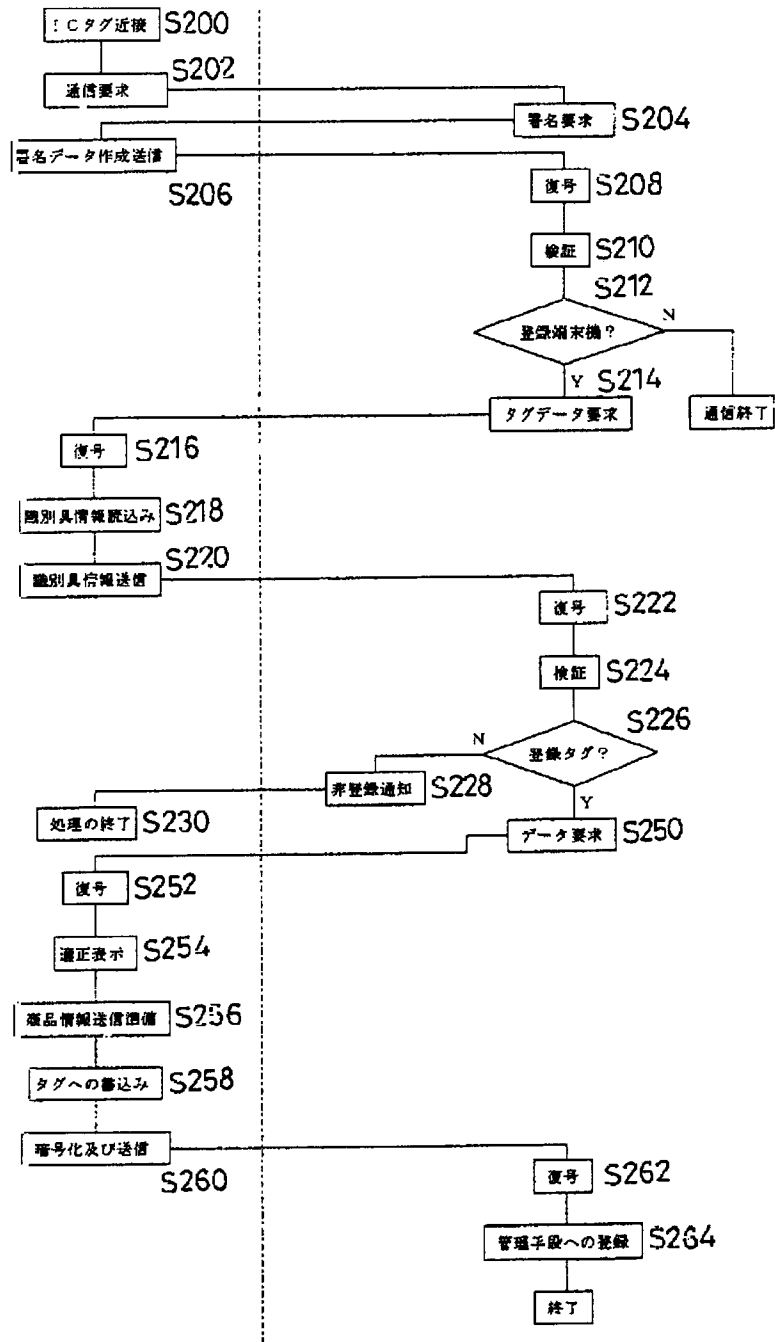 ICタグ近接 S200
S202
通信要求
署名要求 S204
署名データ作成送信
S206
復号 S208
検証 S210
S212
登録端末機?
N
Y S214
タグデータ要求
通信終了
復号 S216
識別具情報読込み S218
S220
識別具情報送信
復号 S222
検証 S224
S226
登録タグ?
N
非登録通知 S228
Y
処理の終了 S230
データ要求 S250
復号 S252
適正表示 S254
商品情報送信準備 S256
タグへの書込み S258
暗号化及び送信
S260
復号 S262
管理手段への登録 S264
終了